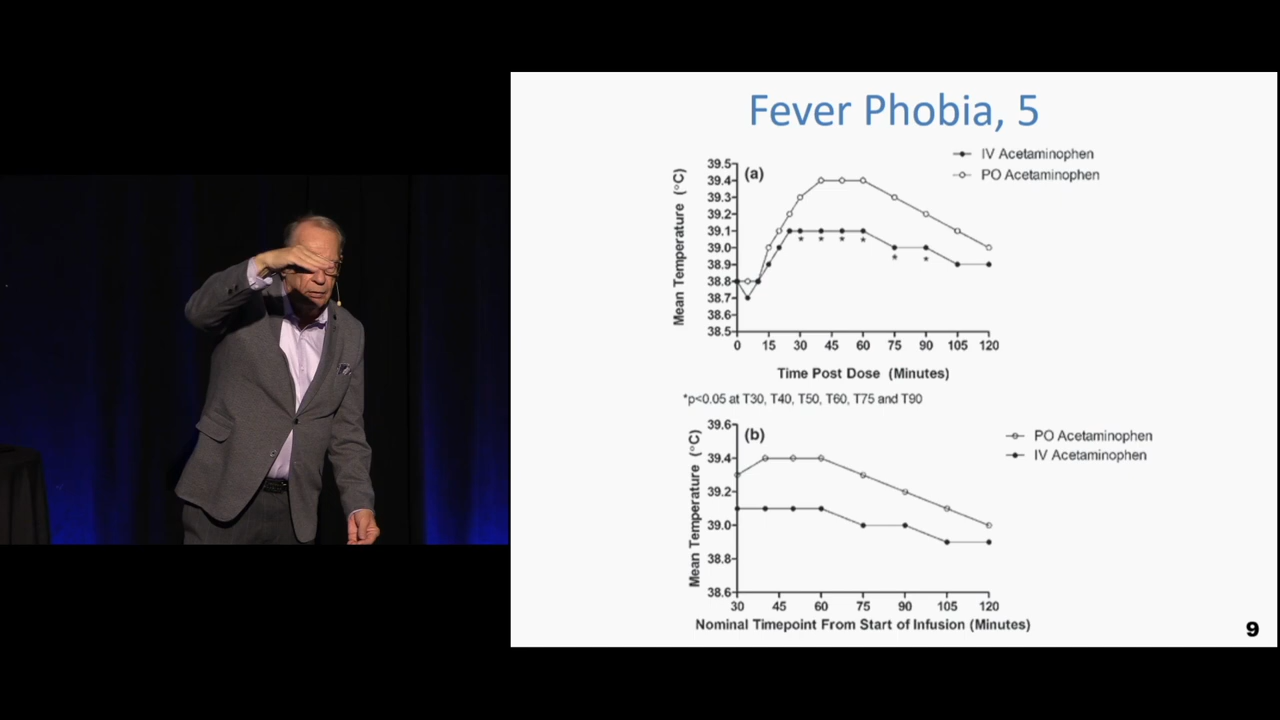 Fever Phobia, 5
IV Acetaminophen
PO Acetaminophen
(a)
Mean Temperature (°C)
39.5
39.4
39.3
39.2
39.1
39.0
38.9
38.8
38.7
38.6
38.5
0 15 30 45 60 75 90 105 120
* * * * * *
Time Post Dose (Minutes)
*p<0.05 at T30, T40, T50, T60, T75 and T90
(b)
PO Acetaminophen
IV Acetaminophen
Mean Temperature (°C)
39.6
39.4
39.2
39.0
38.8
38.6
30 45 60 75 90 105 120
Nominal Timepoint From Start of Infusion (Minutes)
9